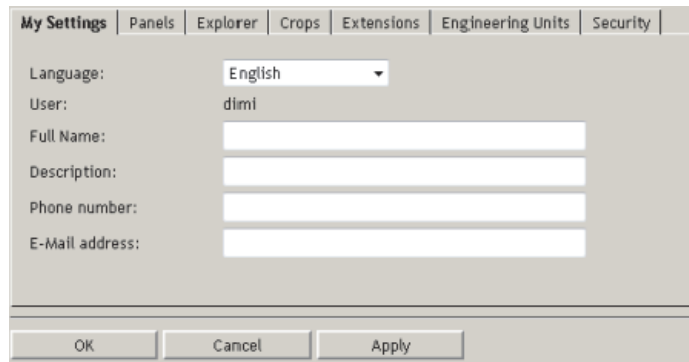 My Settings Panels Explorer Crops Extensions Engineering Units Security
Language: English
User: dimi
Full Name:
Description:
Phone number:
E-Mail address:
OK Cancel Apply